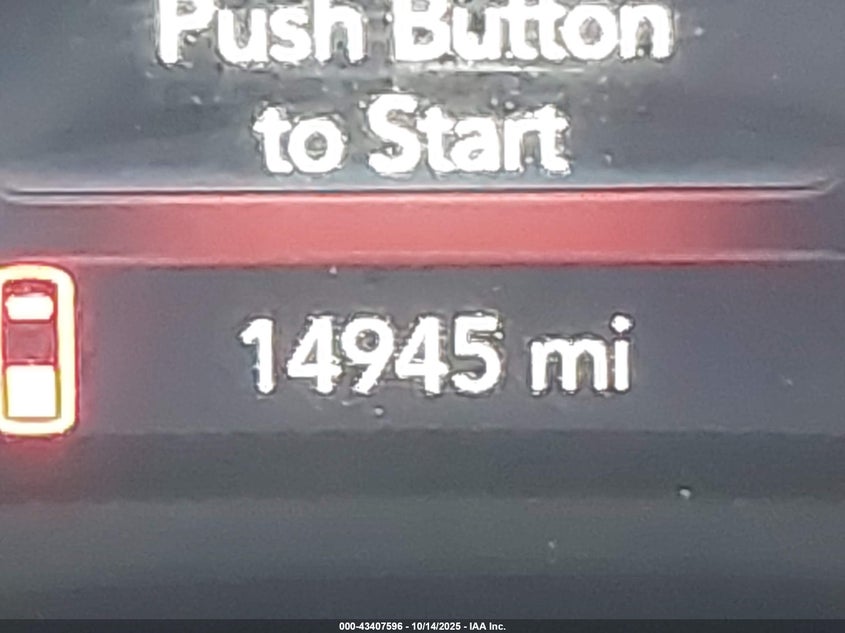 Push Button
to Start
14945 mi
000-43407596 - 10/14/2025 - IAA Inc.